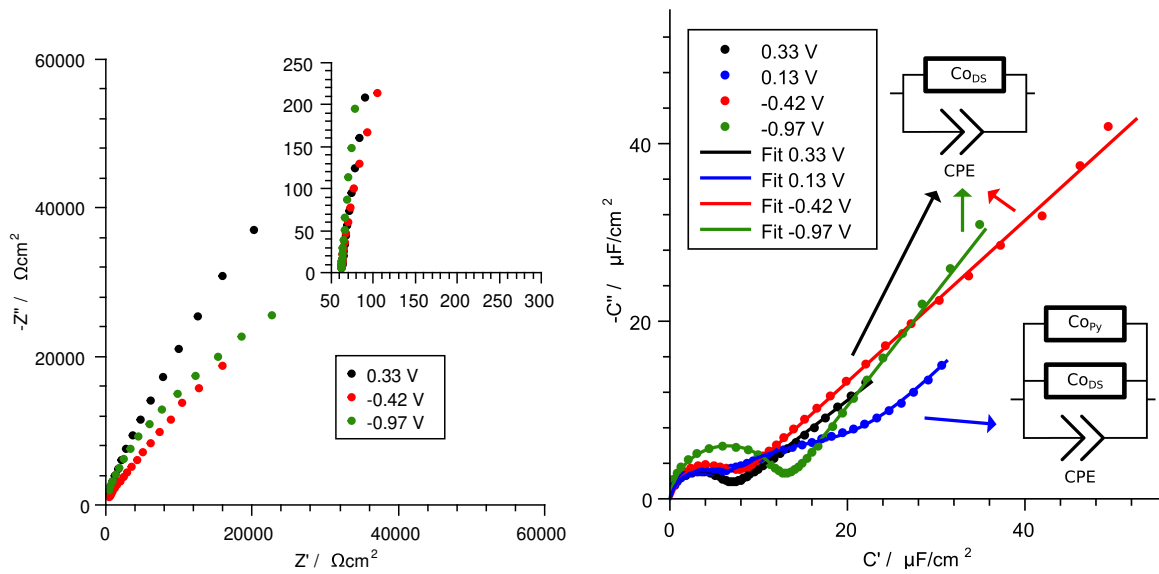 60000
40000
20000
0
0
20000
40000
60000
-Z''/ Ωcm2
Z'/ Ωcm2
250
200
150
100
50
0
50
100
150
200
250
300
0.33 V
-0.42 V
-0.97 V
-C''/ μF/cm2
40
20
0
0
20
40
C'/ μF/cm2
0.33 V
0.13 V
-0.42 V
-0.97 V
Fit 0.33 V
Fit 0.13 V
Fit -0.42 V
Fit -0.97 V
CoDS
CPE
CoPy
CoDS
CPE